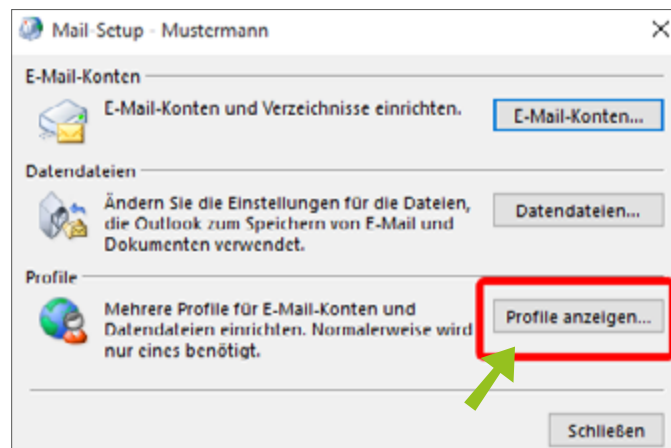 Mail-Setup - Mustermann
E-Mail-Konten
E-Mail-Konten und Verzeichnisse einrichten.
E-Mail-Konten...
Datendateien
Ändern Sie die Einstellungen für die Dateien,
die Outlook zum Speichern von E-Mail und
Dokumenten verwendet.
Datendateien...
Profile
Mehrere Profile für E-Mail-Konten und
Datendateien einrichten. Normalerweise wird
nur eines benötigt.
Profile anzeigen...
Schließen